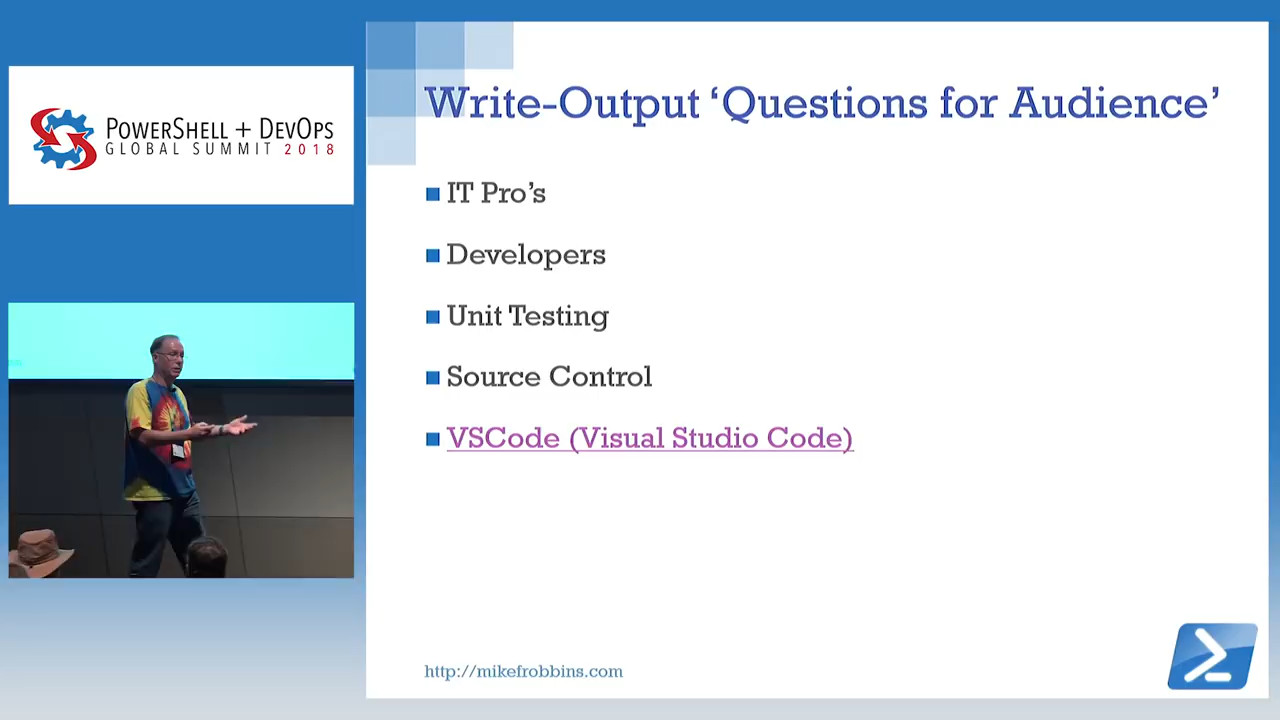 POWERSHELL + DEVOPS
GLOBAL SUMMIT 2018
Write-Output ‘Questions for Audience’
IT Pro’s
Developers
Unit Testing
Source Control
VSCode (Visual Studio Code)
http://mikefrobbins.com